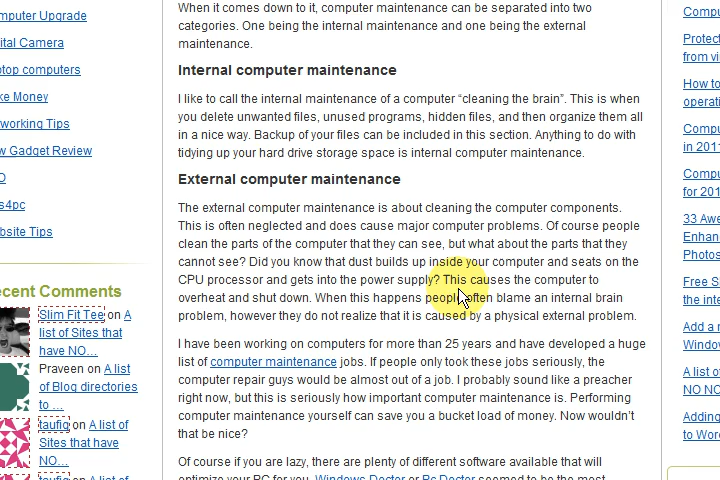 mputer Upgrade
ital Camera
ptop computers
ke Money
working Tips
w Gadget Review
O
s4pc
bsite Tips
ecent Comments
Slim Fit Tee on A
list of Sites that
have NO...
Praveen on A list
of Blog directories
to ...
taufiq on A list of
Sites that have
NO...
taufiq on A list of
When it comes down to it, computer maintenance can be separated into two
categories. One being the internal maintenance and one being the external
maintenance.
Internal computer maintenance
I like to call the internal maintenance of a computer “cleaning the brain”. This is when
you delete unwanted files, unused programs, hidden files, and then organize them all
in a nice way. Backup of your files can be included in this section. Anything to do with
tidying up your hard drive storage space is internal computer maintenance.
External computer maintenance
The external computer maintenance is about cleaning the computer components.
This is often neglected and does cause major computer problems. Of course people
clean the parts of the computer that they can see, but what about the parts that they
cannot see? Did you know that dust builds up inside your computer and seats on the
CPU processor and gets into the power supply? This causes the computer to
overheat and shut down. When this happens people often blame an internal brain
problem, however they do not realize that it is caused by a physical external problem.
I have been working on computers for more than 25 years and have developed a huge
list of computer maintenance jobs. If people only took these jobs seriously, the
computer repair guys would be almost out of a job. I probably sound like a preacher
right now, but this is seriously how important computer maintenance is. Performing
computer maintenance yourself can save you a bucket load of money. Now wouldn’t
that be nice?
Of course if you are lazy, there are plenty of different software available that will
optimize your PC for you. Windows Doctor or Pc Doctor seemed to be the most
Compu
Protect
from vi
How to
operati
Compu
in 2011
Compu
for 201
33 Awe
Enhan
Photos
Free Si
the inte
Add a r
Window
A list o
NO NO
Adding
to Word